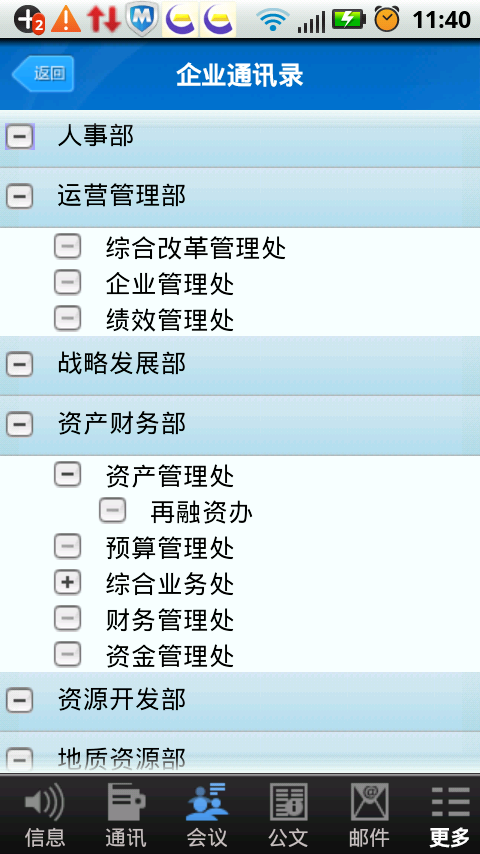 2
11:40
返回
企业通讯录
人事部
运营管理部
综合改革管理处
企业管理处
绩效管理处
战略发展部
资产财务部
资产管理处
再融资办
预算管理处
综合业务处
财务管理处
资金管理处
资源开发部
地质资源部
信息 通讯 会议 公文 邮件 更多